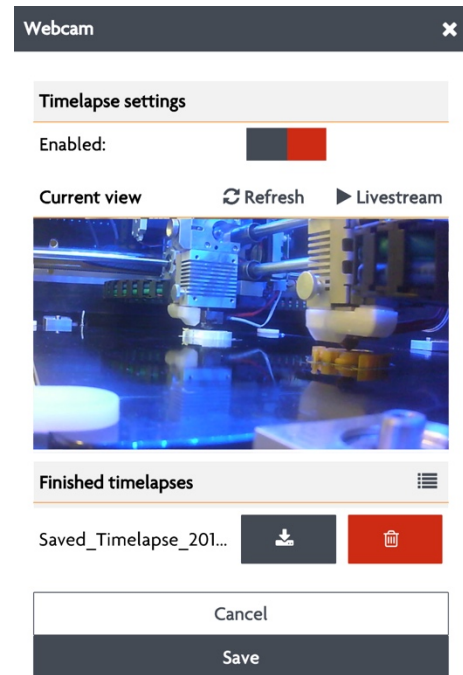 Webcam
Timelapse settings
Enabled:
Current view Refresh Livestream
Finished timelapses
Saved_Timelapse_201...
Cancel
Save